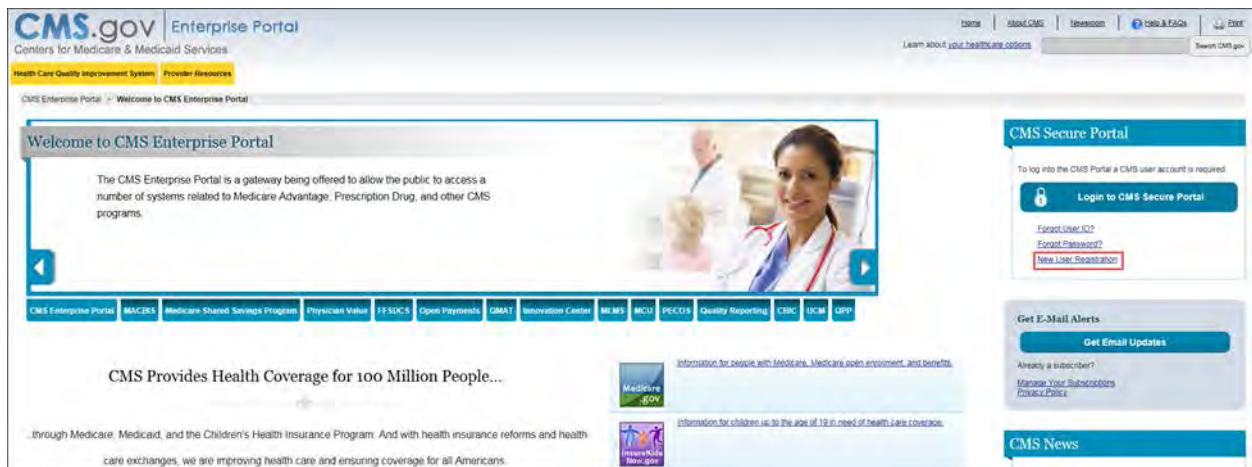 CMS.gov Enterprise Portal
Centers for Medicare & Medicaid Services
Home About CMS Newsroom Help & FAQs Print
Learn about your healthcare options Search CMS.gov
Health Care Quality Improvement System Provider Resources
CMS Enterprise Portal > Welcome to CMS Enterprise Portal
Welcome to CMS Enterprise Portal
The CMS Enterprise Portal is a gateway being offered to allow the public to access a
number of systems related to Medicare Advantage, Prescription Drug, and other CMS
programs.
CMS Enterprise Portal MACBIS Medicare Shared Savings Program Physician Value FFSDCS Open Payments QMAT Innovation Center MLMS MCU PECOS Quality Reporting CBIC UCM QPP
CMS Provides Health Coverage for 100 Million People...
...through Medicare, Medicaid, and the Children's Health Insurance Program. And with health insurance reforms and health
care exchanges, we are improving health care and ensuring coverage for all Americans.
Medicare
.gov
Information for people with Medicare, Medicare open enrollment, and benefits.
InsureKids
Now.gov
Information for children up to the age of 19 in need of health care coverage.
CMS Secure Portal
To log into the CMS Portal a CMS user account is required.
Login to CMS Secure Portal
Forgot User ID?
Forgot Password?
New User Registration
Get E-Mail Alerts
Get Email Updates
Already a subscriber?
Manage Your Subscriptions
Privacy Policy
CMS News